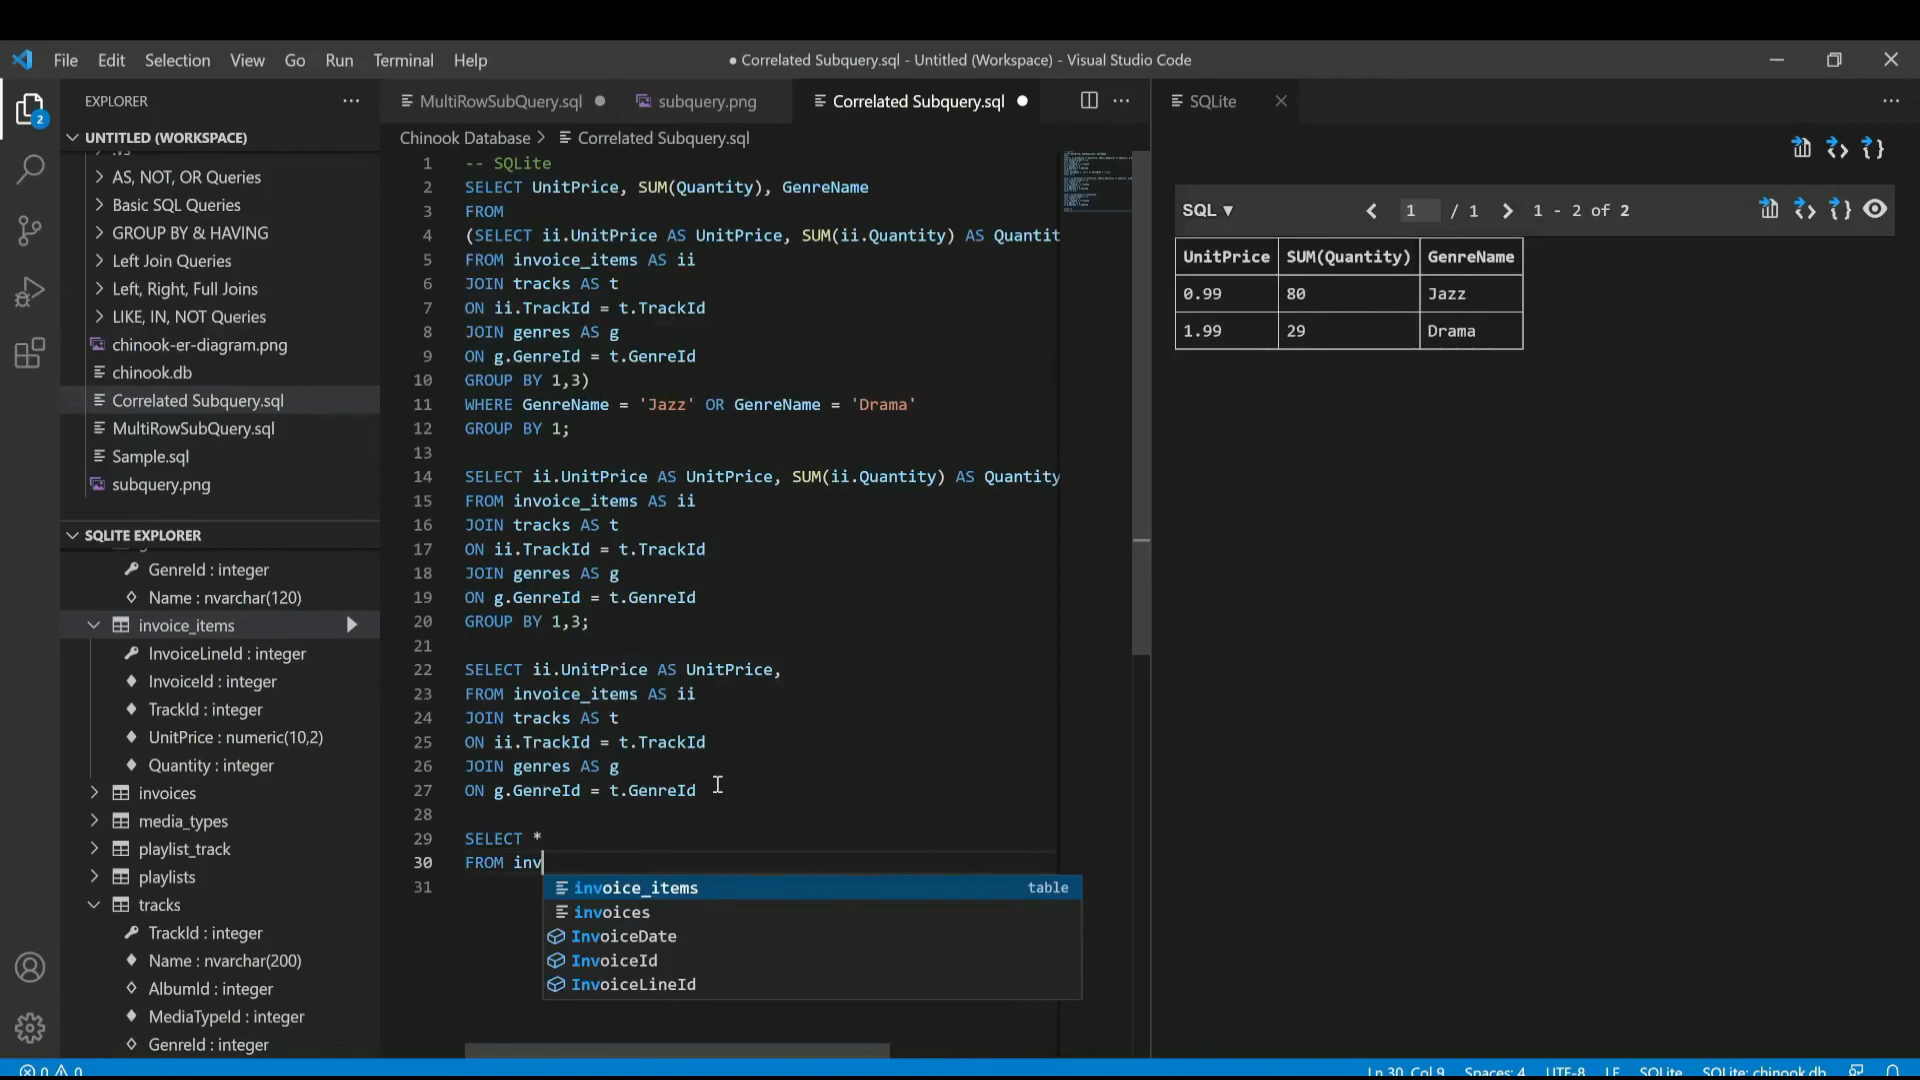 File Edit Selection View Go Run Terminal Help
● Correlated Subquery.sql - Untitled (Workspace) - Visual Studio Code
EXPLORER
2
UNTITLED (WORKSPACE)
AS, NOT, OR Queries
Basic SQL Queries
GROUP BY & HAVING
Left Join Queries
Left, Right, Full Joins
LIKE, IN, NOT Queries
chinook-er-diagram.png
chinook.db
Correlated Subquery.sql
MultiRowSubQuery.sql
Sample.sql
subquery.png
SQLITE EXPLORER
GenreId : integer
Name : nvarchar(120)
invoice_items
InvoiceLineId : integer
InvoiceId : integer
TrackId : integer
UnitPrice : numeric(10,2)
Quantity : integer
invoices
media_types
playlist_track
playlists
tracks
TrackId : integer
Name : nvarchar(200)
AlbumId : integer
MediaTypeId : integer
GenreId : integer
MultiRowSubQuery.sql subquery.png Correlated Subquery.sql
Chinook Database > Correlated Subquery.sql
1 -- SQLite
2 SELECT UnitPrice, SUM(Quantity), GenreName
3 FROM
4 (SELECT ii.UnitPrice AS UnitPrice, SUM(ii.Quantity) AS Quantit
5 FROM invoice_items AS ii
6 JOIN tracks AS t
7 ON ii.TrackId = t.TrackId
8 JOIN genres AS g
9 ON g.GenreId = t.GenreId
10 GROUP BY 1,3)
11 WHERE GenreName = 'Jazz' OR GenreName = 'Drama'
12 GROUP BY 1;
13
14 SELECT ii.UnitPrice AS UnitPrice, SUM(ii.Quantity) AS Quantity
15 FROM invoice_items AS ii
16 JOIN tracks AS t
17 ON ii.TrackId = t.TrackId
18 JOIN genres AS g
19 ON g.GenreId = t.GenreId
20 GROUP BY 1,3;
21
22 SELECT ii.UnitPrice AS UnitPrice,
23 FROM invoice_items AS ii
24 JOIN tracks AS t
25 ON ii.TrackId = t.TrackId
26 JOIN genres AS g
27 ON g.GenreId = t.GenreId
28
29 SELECT *
30 FROM inv
31
invoice_items table
invoices
InvoiceDate
InvoiceId
InvoiceLineId
SQLite
SQL ▼ < 1 / 1 > 1 - 2 of 2
UnitPrice SUM(Quantity) GenreName
0.99 80 Jazz
1.99 29 Drama
0 0 Ln 30, Col 9 Spaces: 4 UTF-8 LF SQLite SQLite: chinook.db